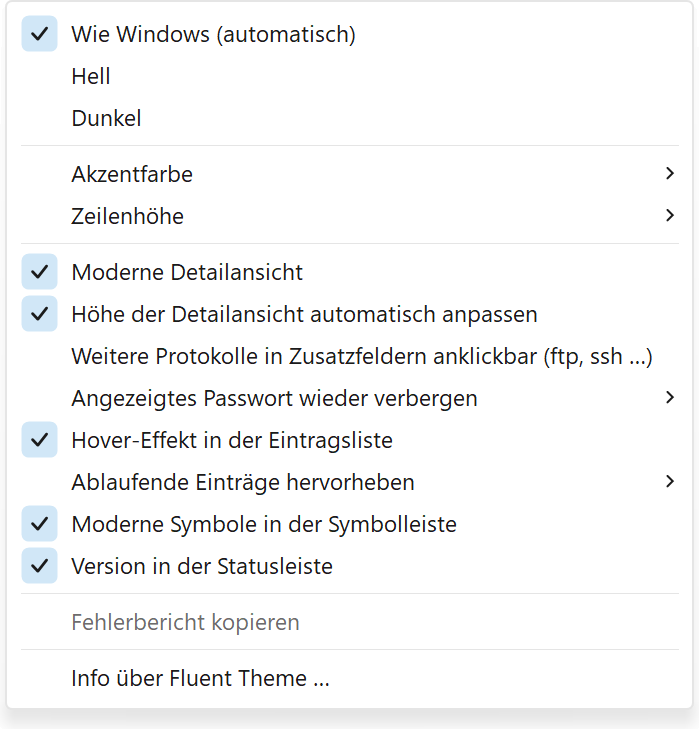 Wie Windows (automatisch)
Hell
Dunkel
Akzentfarbe
Zeilenhöhe
Moderne Detailansicht
Höhe der Detailansicht automatisch anpassen
Weitere Protokolle in Zusatzfeldern anklickbar (ftp, ssh ...)
Angezeigtes Passwort wieder verbergen
Hover-Effekt in der Eintragsliste
Ablaufende Einträge hervorheben
Moderne Symbole in der Symbolleiste
Version in der Statusleiste
Fehlerbericht kopieren
Info über Fluent Theme ...